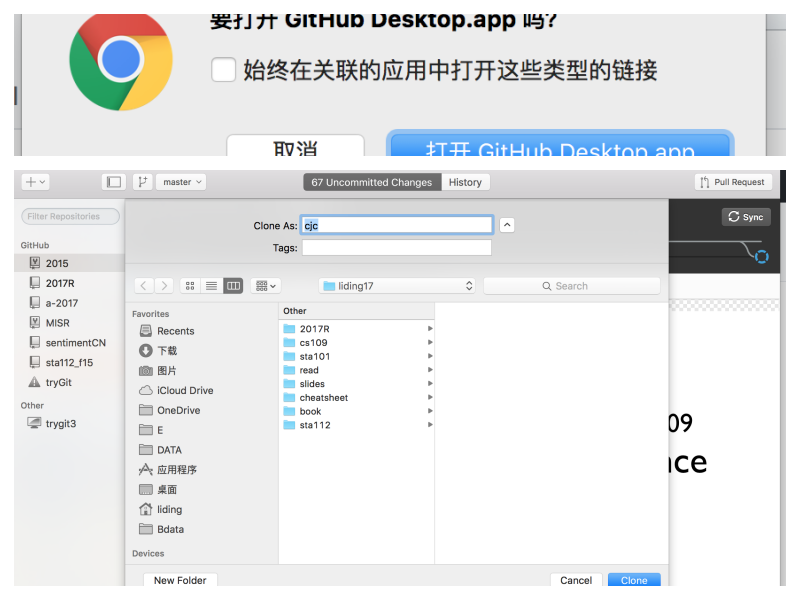 要打开 GitHub Desktop.app 吗?
始终在关联的应用中打开这些类型的链接
取消
打开 GitHub Desktop.app
master
67 Uncommitted Changes
History
Pull Request
Filter Repositories
Clone As: cjc
Sync
Tags:
GitHub
2015
2017R
a-2017
MISR
sentimentCN
sta112_f15
tryGit
Other
trygit3
liding17
Search
Favorites
Recents
下载
图片
iCloud Drive
OneDrive
E
DATA
应用程序
桌面
liding
Bdata
Devices
Other
2017R
cs109
sta101
read
slides
cheatsheet
book
sta112
09
nce
New Folder
Cancel
Clone